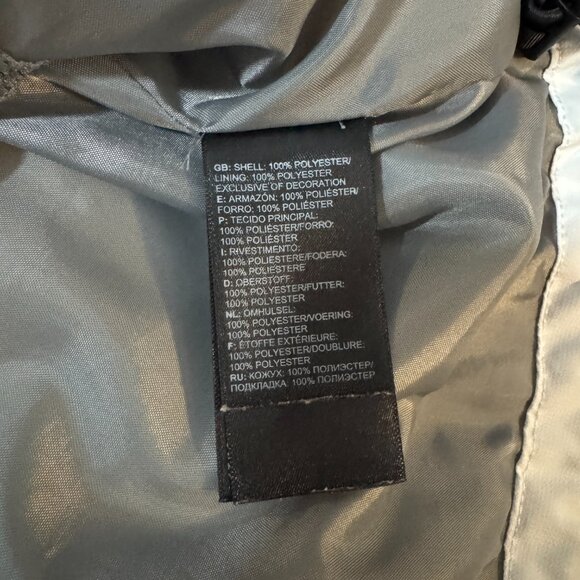 GB: SHELL: 100% POLYESTER/
LINING: 100% POLYESTER
EXCLUSIVE OF DECORATION
E: ARMAZÓN: 100% POLIÉSTER/
FORRO: 100% POLIÉSTER
P: TECIDO PRINCIPAL:
100% POLIÉSTER/FORRO:
100% POLIÉSTER
I: RIVESTIMENTO:
100% POLIESTERE/FODERA:
100% POLIESTERE
D: OBERSTOFF:
100% POLYESTER/FUTTER:
100% POLYESTER
NL: OMHULSEL:
100% POLYESTER/VOERING:
100% POLYESTER
F: ÉTOFFE EXTÉRIEURE:
100% POLYESTER/DOUBLURE:
100% POLYESTER
RU: КОЖУХ: 100% ПОЛИЭСТЕР/
ПОДКЛАДКА: 100% ПОЛИЭСТЕР